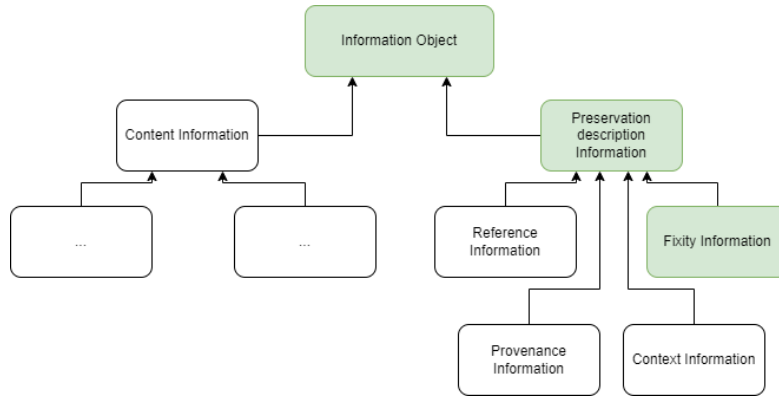 Information Object
Content Information
Preservation
description
Information
...
...
Reference
Information
Fixity Information
Provenance
Information
Context Information